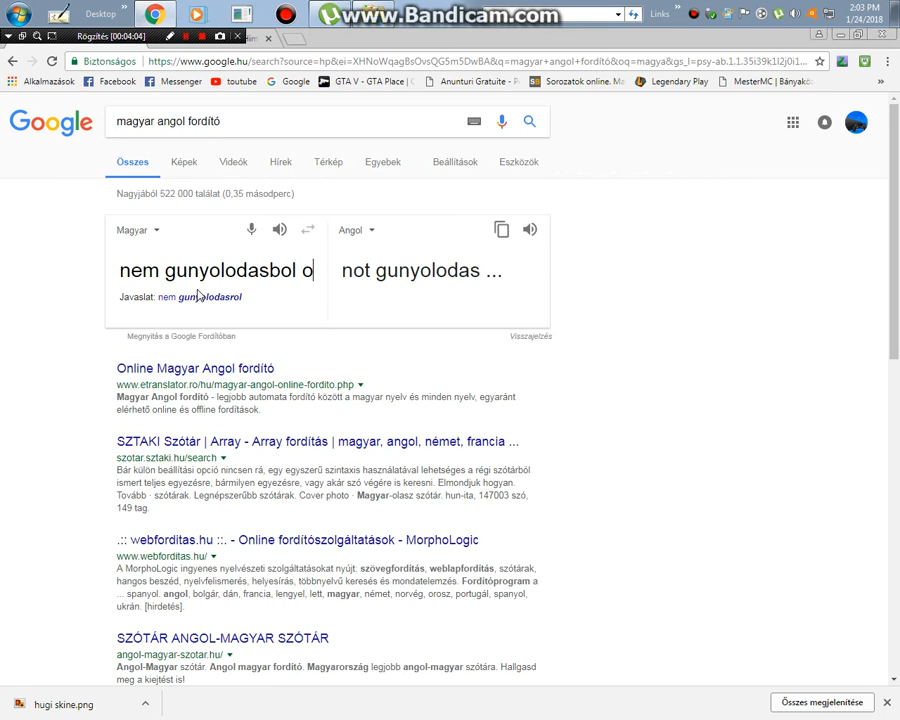 Desktop
www.Bandicam.com
Links
2:03 PM
1/24/2018
Rögzítés [00:04:04]
Biztonságos
https://www.google.hu/search?source=hp&ei=XHNoWqagBsOvsQG5m5DwBA&q=magyar+angol+fordító&oq=magya&gs_l=psy-ab.1.1.35i39k1l2j0i1...
Alkalmazások
Facebook
Messenger
youtube
Google
GTA V - GTA Place |
Anunturi Gratuite -
Sorozatok online. M
Legendary Play
MesterMC | Bányako
Google
magyar angol fordító
Összes
Képek
Videók
Hírek
Térkép
Egyebek
Beállítások
Eszközök
Nagyjából 522 000 találat (0,35 másodperc)
Magyar
Angol
nem gunyolodasbol o
not gunyolodas ...
Javaslat: nem gunyolodasrol
Megnyitás a Google Fordítóban
Visszajelzés
Online Magyar Angol fordító
www.etranslator.ro/hu/magyar-angol-online-fordito.php
Magyar Angol fordító - legjobb automata fordító között a magyar nyelv és minden nyelv, egyaránt
elérhető online és offline fordítások.
SZTAKI Szótár | Array - Array fordítás | magyar, angol, német, francia ...
szotar.sztaki.hu/search
Bár külön beállítási opció nincsen rá, egy egyszerű szintaxis használatával lehetséges a régi szótárból
ismert teljes egyezésre, bármilyen egyezésre, vagy akár szó végére is keresni. Elmondjuk hogyan.
Tovább · szótárak. Legnépszerűbb szótárak. Cover photo · Magyar-olasz szótár. hun-ita, 147003 szó,
149 tag.
.:: webforditas.hu ::. - Online fordítószolgáltatások - MorphoLogic
www.webforditas.hu/
A MorphoLogic ingyenes nyelvészeti szolgáltatásokat nyújt: szövegfordítás, weblapfordítás, szótárak,
hangos beszéd, nyelvfelismerés, helyesírás, többnyelvű keresés és mondatelemzés. Fordítóprogram a
... spanyol. angol, bolgár, dán, francia, lengyel, lett, magyar, német, norvég, orosz, portugál, spanyol,
ukrán. [hirdetés].
SZÓTÁR ANGOL-MAGYAR SZÓTÁR
angol-magyar-szotar.hu/
Angol-Magyar szótár. Angol magyar fordító. Magyarország legjobb angol-magyar szótára. Hallgasd
meg a kiejtést is!
hugi skine.png
Összes megjelenítése